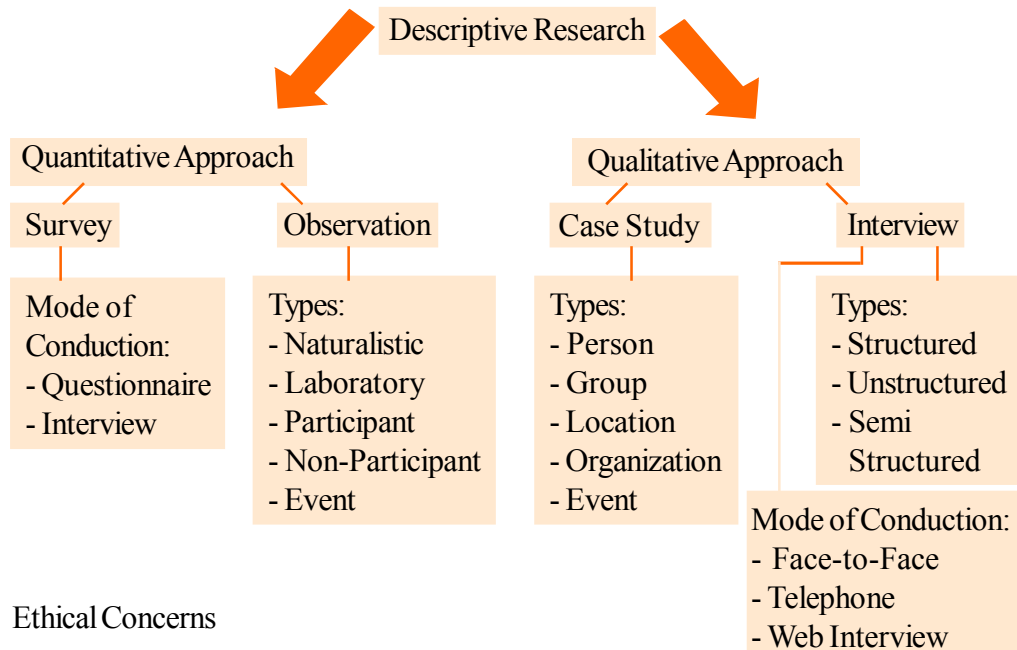 Descriptive Research
Quantitative Approach
Survey
Mode of
Conduction:
- Questionnaire
- Interview
Observation
Types:
- Naturalistic
- Laboratory
- Participant
- Non-Participant
- Event
Qualitative Approach
Case Study
Types:
- Person
- Group
- Location
- Organization
- Event
Interview
Types:
- Structured
- Unstructured
- Semi
Structured
Mode of Conduction:
- Face-to-Face
- Telephone
- Web Interview
Ethical Concerns